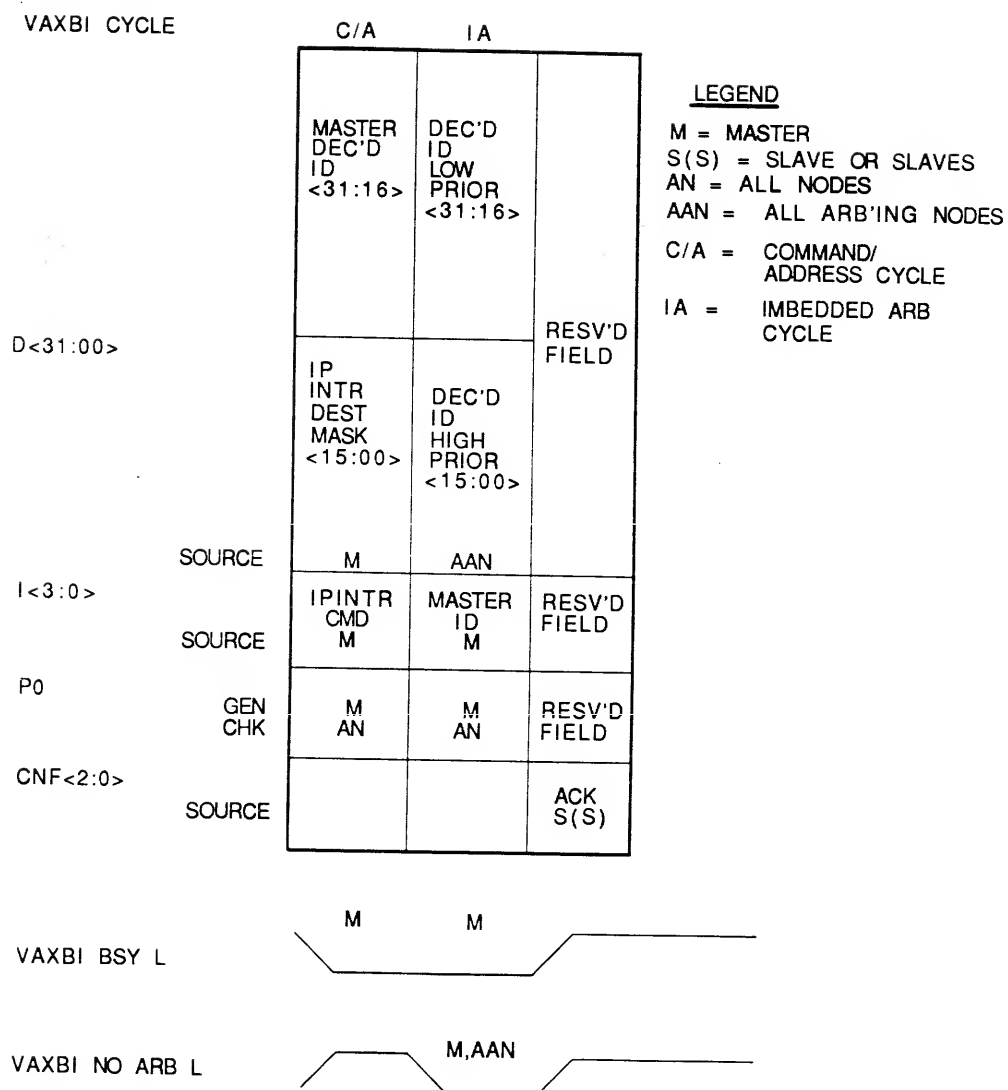 VAXBI CYCLE
C/A IA
MASTER
DEC'D
ID
<31:16>
DEC'D
ID
LOW
PRIOR
<31:16>
RESV'D
FIELD
D<31:00>
IP
INTR
DEST
MASK
<15:00>
DEC'D
ID
HIGH
PRIOR
<15:00>
SOURCE M AAN
I<3:0>
IPINTR
CMD
M
MASTER
ID
M
RESV'D
FIELD
SOURCE
P0
GEN M M RESV'D
CHK AN AN FIELD
CNF<2:0>
SOURCE
ACK
S(S)
M M
VAXBI BSY L
M,AAN
VAXBI NO ARB L
LEGEND
M = MASTER
S(S) = SLAVE OR SLAVES
AN = ALL NODES
AAN = ALL ARB'ING NODES
C/A = COMMAND/
ADDRESS CYCLE
IA = IMBEDDED ARB
CYCLE